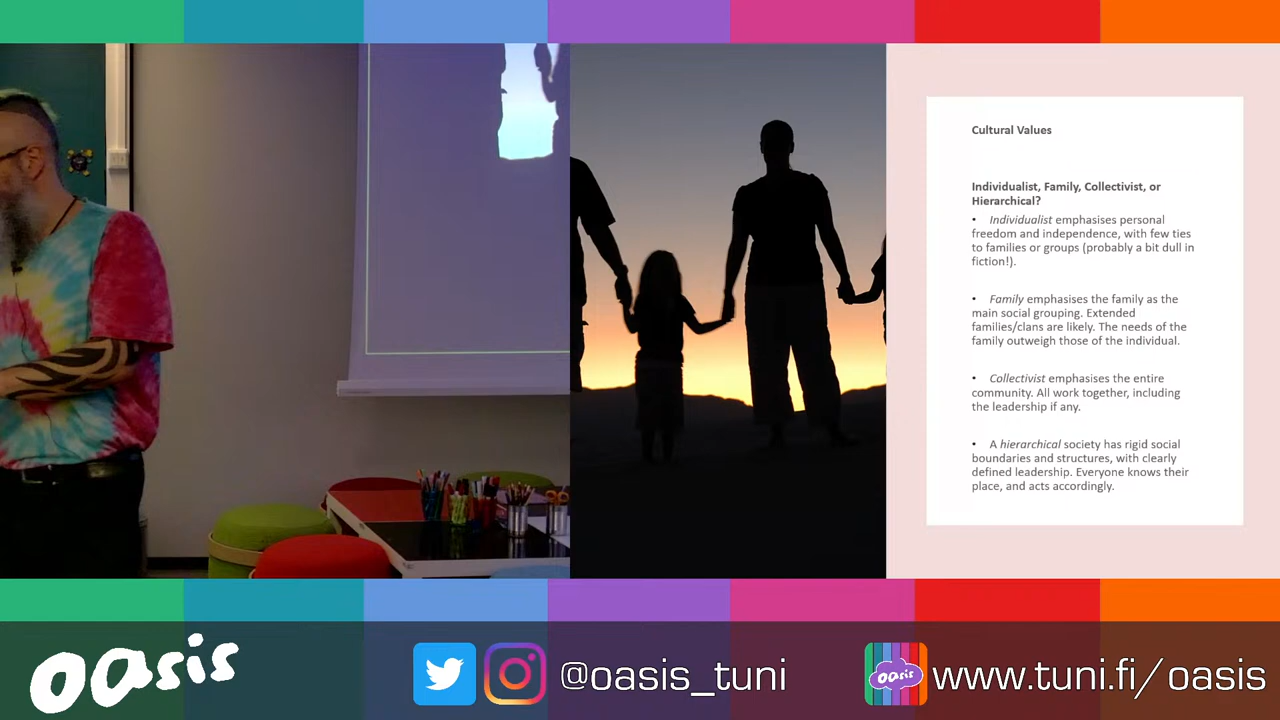 Cultural Values
Individualist, Family, Collectivist, or
Hierarchical?
• Individualist emphasises personal
freedom and independence, with few ties
to families or groups (probably a bit dull in
fiction!).
• Family emphasises the family as the
main social grouping. Extended
families/clans are likely. The needs of the
family outweigh those of the individual.
• Collectivist emphasises the entire
community. All work together, including
the leadership if any.
• A hierarchical society has rigid social
boundaries and structures, with clearly
defined leadership. Everyone knows their
place, and acts accordingly.
oasis
@oasis_tuni
oasis
www.tuni.fi/oasis